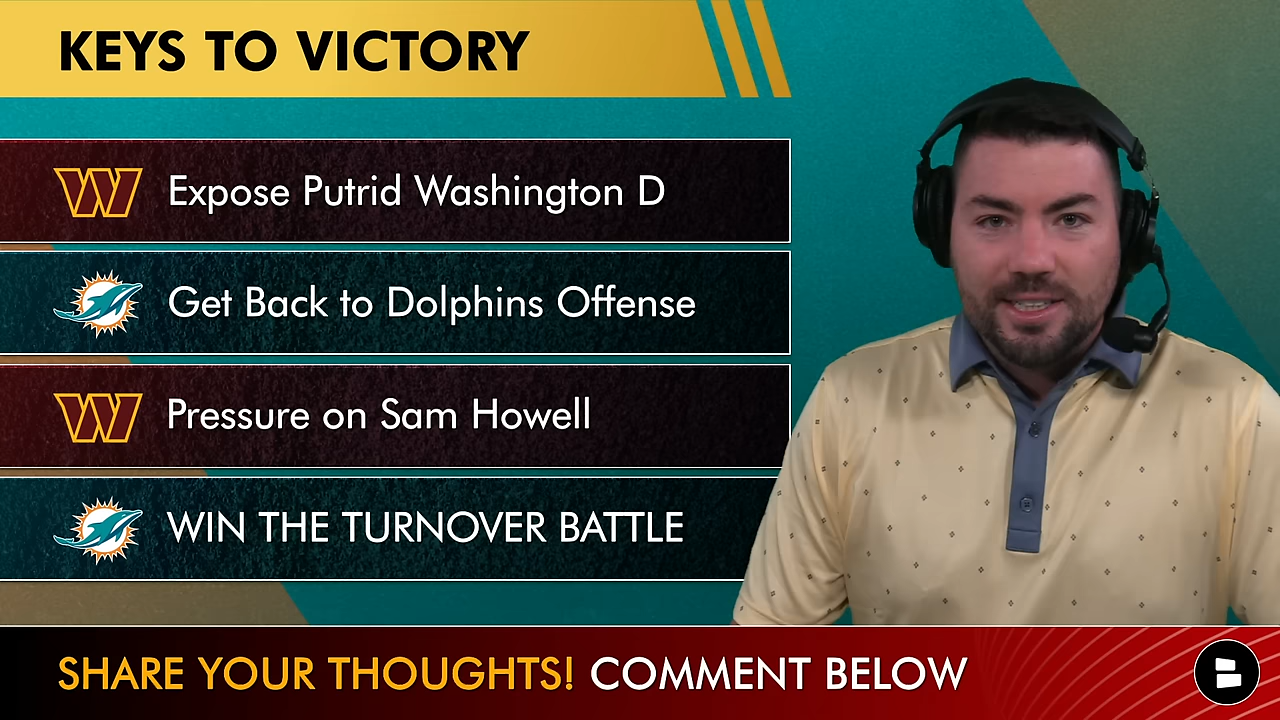 KEYS TO VICTORY
Expose Putrid Washington D
Get Back to Dolphins Offense
Pressure on Sam Howell
WIN THE TURNOVER BATTLE
SHARE YOUR THOUGHTS! COMMENT BELOW